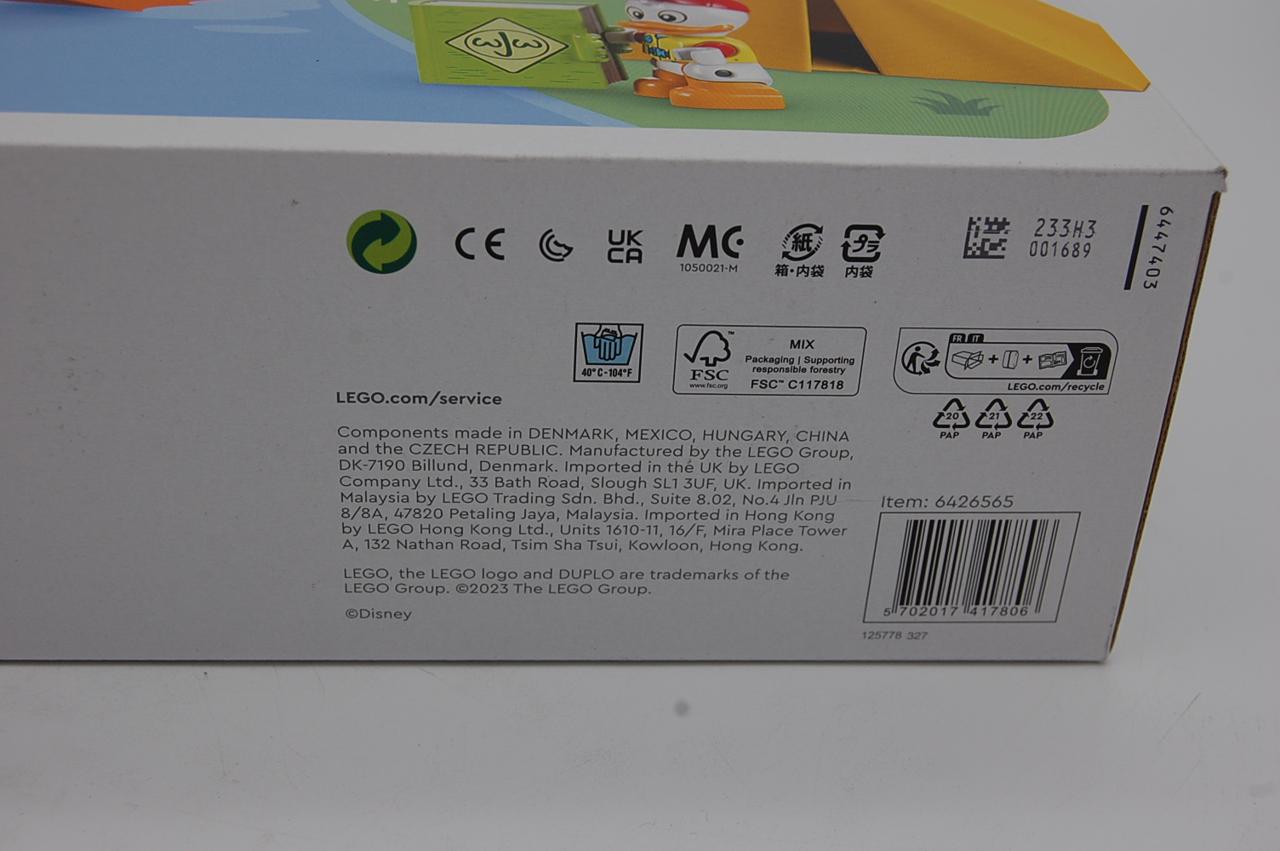 CE
UK
CA
MC
1050021-M
紙
箱・内袋
プラ
内袋
233H3
001689
6447403
40°C-104°F
FSC™
www.fsc.org
MIX
Packaging | Supporting
responsible forestry
FSC™ C117818
FR IT
LEGO.com/recycle
20 PAP
21 PAP
22 PAP
LEGO.com/service
Components made in DENMARK, MEXICO, HUNGARY, CHINA
and the CZECH REPUBLIC. Manufactured by the LEGO Group,
DK-7190 Billund, Denmark. Imported in the UK by LEGO
Company Ltd., 33 Bath Road, Slough SL1 3UF, UK. Imported in
Malaysia by LEGO Trading Sdn. Bhd., Suite 8.02, No.4 Jln PJU
8/8A, 47820 Petaling Jaya, Malaysia. Imported in Hong Kong
by LEGO Hong Kong Ltd., Units 1610-11, 16/F, Mira Place Tower
A, 132 Nathan Road, Tsim Sha Tsui, Kowloon, Hong Kong.
LEGO, the LEGO logo and DUPLO are trademarks of the
LEGO Group. ©2023 The LEGO Group.
©Disney
Item: 6426565
5 702017 417806
125778 327